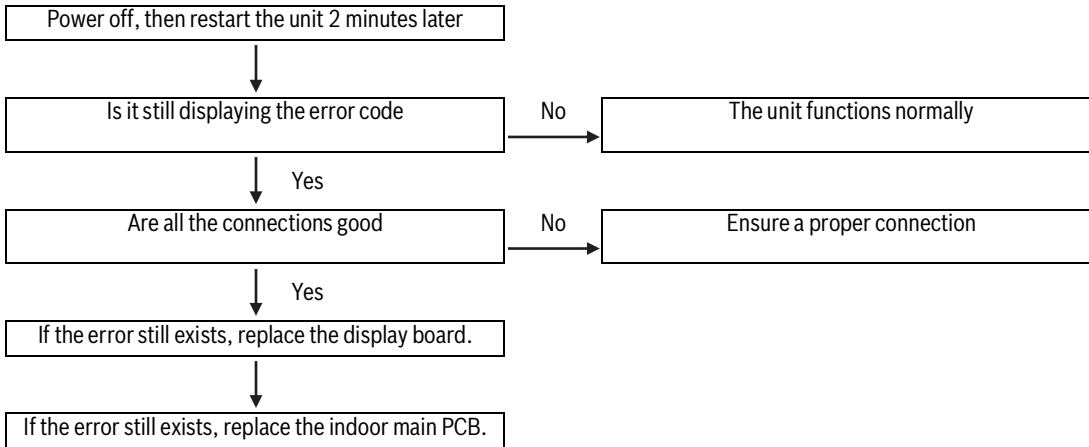 Power off, then restart the unit 2 minutes later
Is it still displaying the error code
No
The unit functions normally
Yes
Are all the connections good
No
Ensure a proper connection
Yes
If the error still exists, replace the display board.
If the error still exists, replace the indoor main PCB.